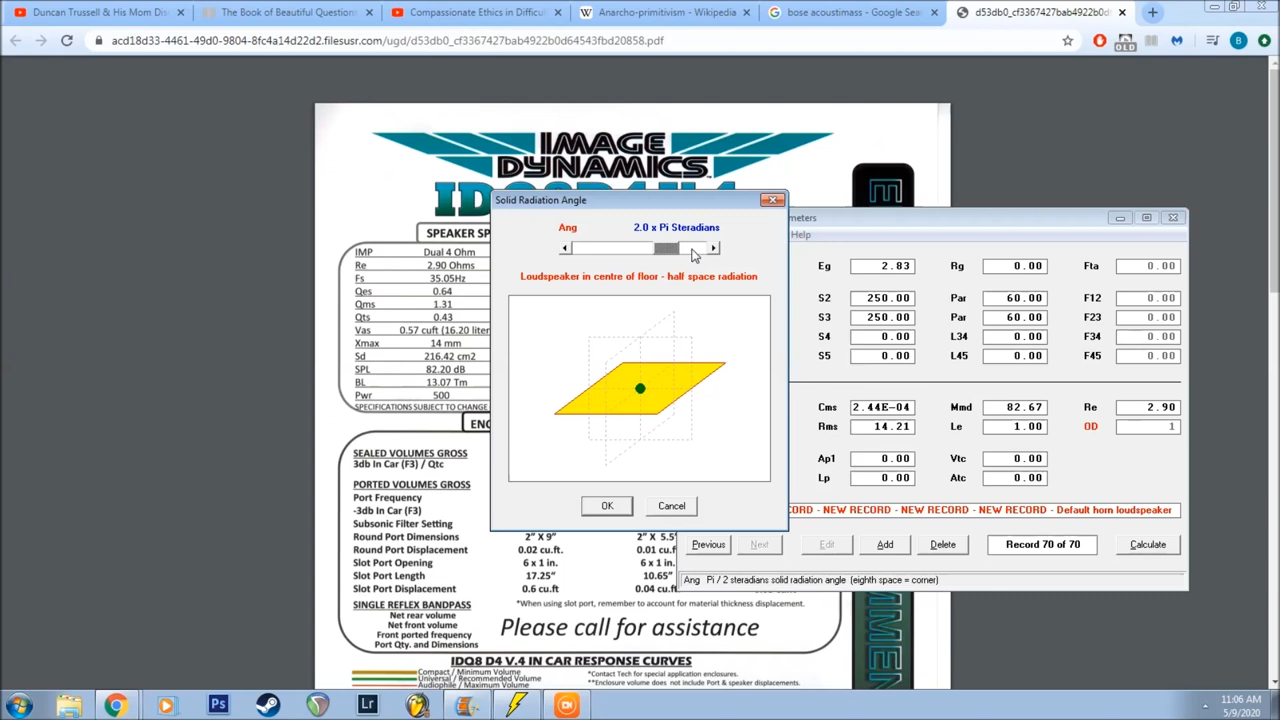 Duncan Trussell & His Mom Dis
The Book of Beautiful Question
Compassionate Ethics in Difficul
Anarcho-primitivism - Wikipedia
bose acoustimass - Google Sea
d53db0_cf3367427bab4922b0d
acd18d33-4461-49d0-9804-8fc4a14d22d2.filesusr.com/ugd/d53db0_cf3367427bab4922b0d64543fbd20858.pdf
OLD
B
IMAGE
DYNAMICS
SPEAKER SP
IMP Dual 4 Ohm
Re 2.90 Ohms
Fs 35.05Hz
Qes 0.64
Qms 1.31
Qts 0.43
Vas 0.57 cuft (16.20 liter
Xmax 14 mm
Sd 216.42 cm2
SPL 82.20 dB
BL 13.07 Tm
Pwr 500
SPECIFICATIONS SUBJECT TO CHANGE
ENC
SEALED VOLUMES GROSS
3db In Car (F3) / Qtc
PORTED VOLUMES GROSS
Port Frequency
-3db In Car (F3)
Subsonic Filter Setting
Round Port Dimensions 2" X 9" 2" X 5.5"
Round Port Displacement 0.02 cu.ft. 0.01 cu.f
Slot Port Opening 6 x 1 in. 6 x 1 in.
Slot Port Length 17.25" 10.65"
Slot Port Displacement 0.6 cu.ft 0.04 cu.f
SINGLE REFLEX BANDPASS
*When using slot port, remember to account for material thickness displacement.
Net rear volume
Net front volume
Front ported frequency
Port Qty. and Dimensions
Please call for assistance
IDQ8 D4 V.4 IN CAR RESPONSE CURVES
Compact / Minimum Volume
Universal / Recommended Volume
Audiophile / Maximum Volume
*Contact Tech for special application enclosures.
**Enclosure volume does not include Port & speaker displacements.
Solid Radiation Angle
Ang 2.0 x Pi Steradians
Loudspeaker in centre of floor - half space radiation
OK
Cancel
meters
Help
Eg 2.83 Rg 0.00 Fta 0.00
S2 250.00 Par 60.00 F12 0.00
S3 250.00 Par 60.00 F23 0.00
S4 0.00 L34 0.00 F34 0.00
S5 0.00 L45 0.00 F45 0.00
Cms 2.44E-04 Mmd 82.67 Re 2.90
Rms 14.21 Le 1.00 OD 1
Ap1 0.00 Vtc 0.00
Lp 0.00 Atc 0.00
ORD - NEW RECORD - NEW RECORD - NEW RECORD - Default horn loudspeaker
Previous
Next
Edit
Add
Delete
Record 70 of 70
Calculate
Ang Pi / 2 steradians solid radiation angle (eighth space = corner)
Ps
Lr
11:06 AM
5/9/2020